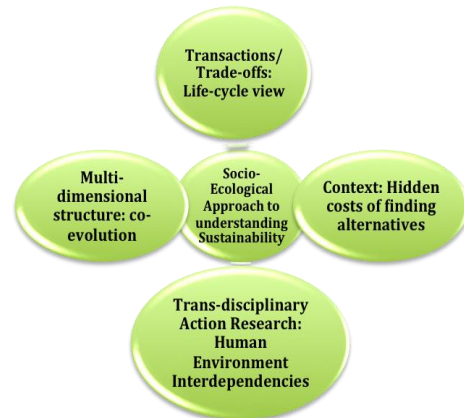 Transactions/
Trade-offs:
Life-cycle view
Multi-
dimensional
structure: co-
evolution
Socio-
Ecological
Approach to
understanding
Sustainability
Context: Hidden
costs of finding
alternatives
Trans-disciplinary
Action Research:
Human
Environment
Interdependencies